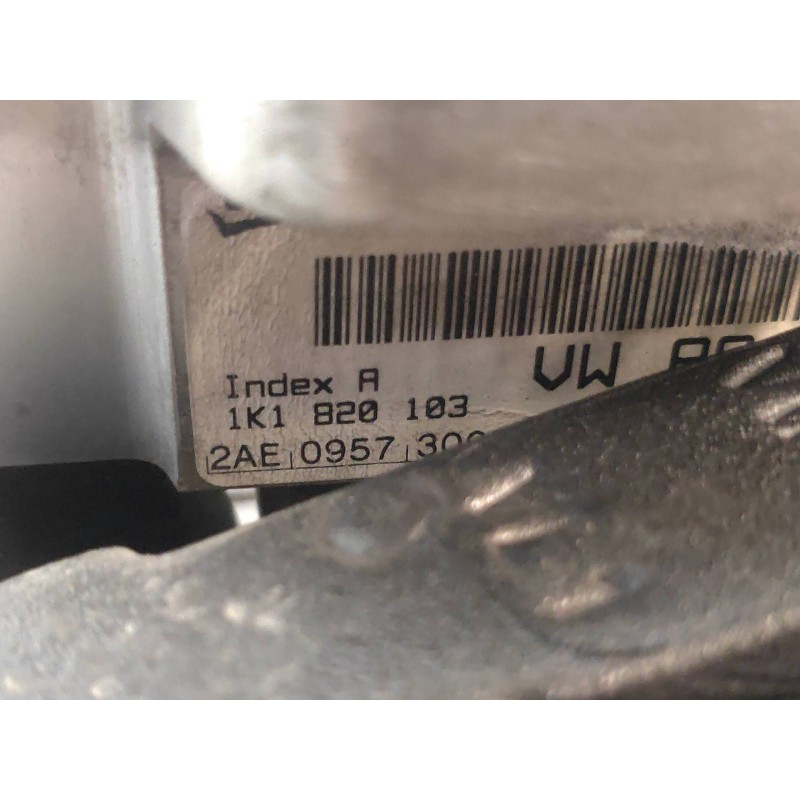 VW
Index A
1K1 820 103
2AE 0957